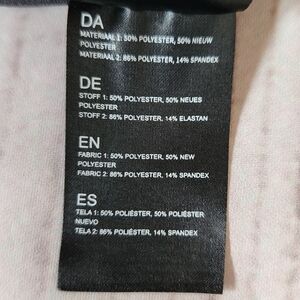 DA
MATERIAAL 1: 50% POLYESTER, 50% NIEUW
POLYESTER
MATERIAAL 2: 86% POLYESTER, 14% SPANDEX
DE
STOFF 1: 50% POLYESTER, 50% NEUES
POLYESTER
STOFF 2: 86% POLYESTER, 14% ELASTAN
EN
FABRIC 1: 50% POLYESTER, 50% NEW
POLYESTER
FABRIC 2: 86% POLYESTER, 14% SPANDEX
ES
TELA 1: 50% POLIÉSTER, 50% POLIÉSTER
NUEVO
TELA 2: 86% POLIÉSTER, 14% SPANDEX